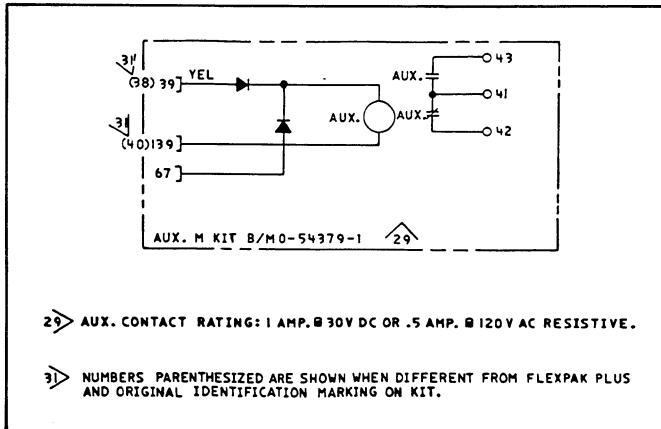 31
(38) 39 YEL
AUX. 43
41
AUX. AUX.
31
(40)139 42
67
AUX. M KIT B/M 0-54379-1 29
29 AUX. CONTACT RATING: 1 AMP. @ 30V DC OR .5 AMP. @ 120V AC RESISTIVE.
31 NUMBERS PARENTHESIZED ARE SHOWN WHEN DIFFERENT FROM FLEXPAK PLUS
AND ORIGINAL IDENTIFICATION MARKING ON KIT.